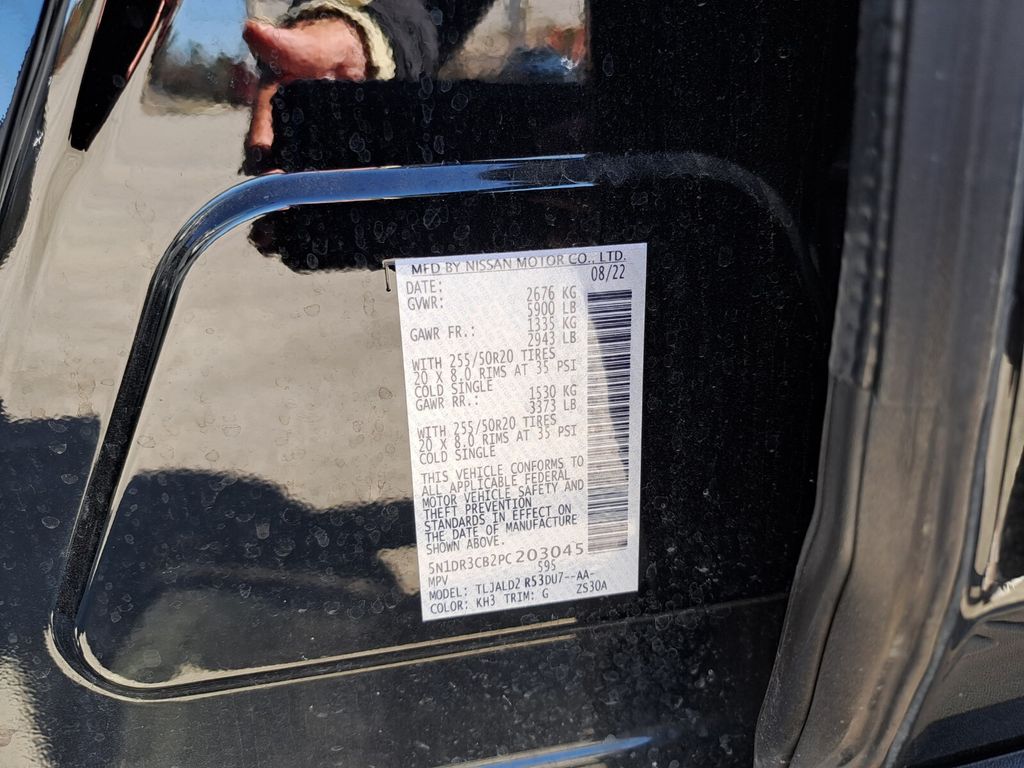 MFD BY NISSAN MOTOR CO., LTD.
DATE: 08/22
GVWR: 2676 KG
5900 LB
GAWR FR.: 1335 KG
2943 LB
WITH 255/50R20 TIRES
20 X 8.0 RIMS AT 35 PSI
COLD SINGLE
GAWR RR.: 1530 KG
3373 LB
WITH 255/50R20 TIRES
20 X 8.0 RIMS AT 35 PSI
COLD SINGLE
THIS VEHICLE CONFORMS TO
ALL APPLICABLE FEDERAL
MOTOR VEHICLE SAFETY AND
THEFT PREVENTION
STANDARDS IN EFFECT ON
THE DATE OF MANUFACTURE
SHOWN ABOVE.
5N1DR3CB2PC203045
MPV 595
MODEL: TLJALD2 R53DU7--AA-
COLOR: KH3 TRIM: G ZS30A